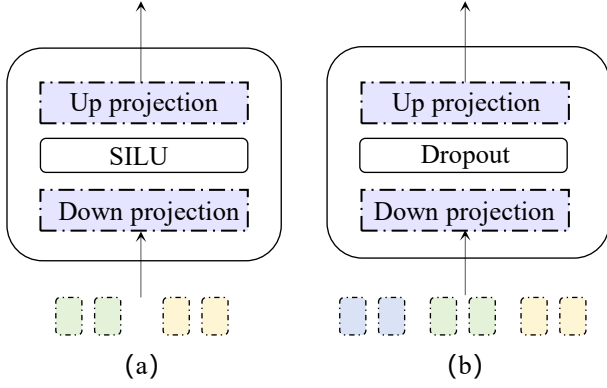 Up projection
SILU
Down projection
(a)
Up projection
Dropout
Down projection
(b)